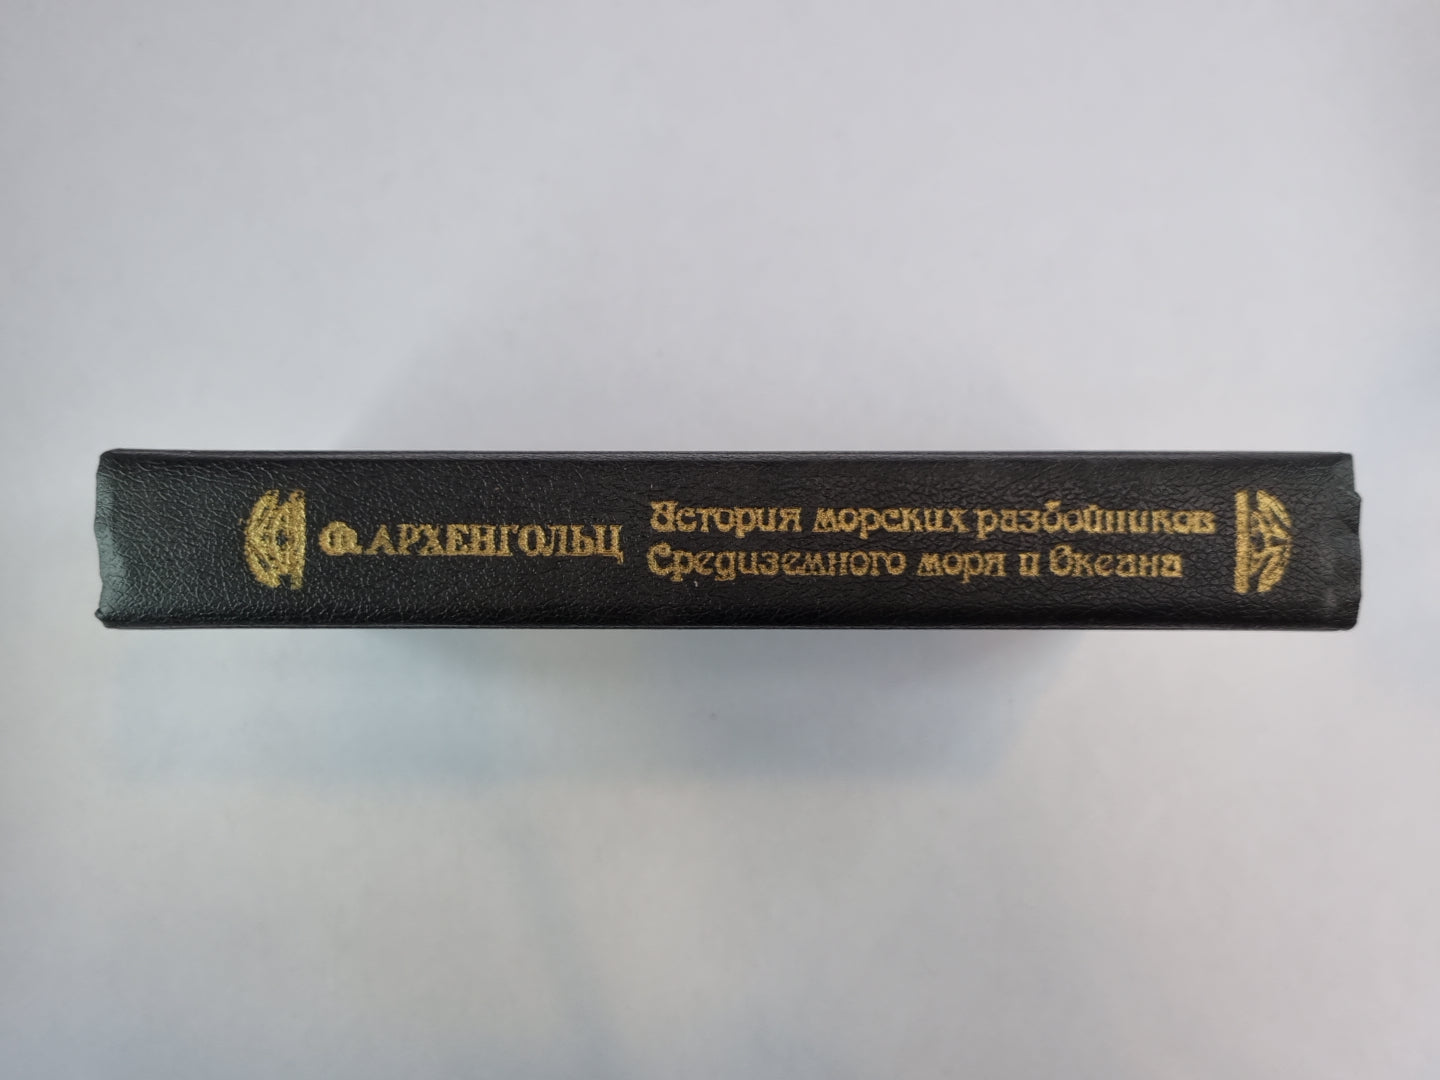 Ф. АРХЕНГОЛЬЦ
История морских разбойников
Средиземного моря и Океана